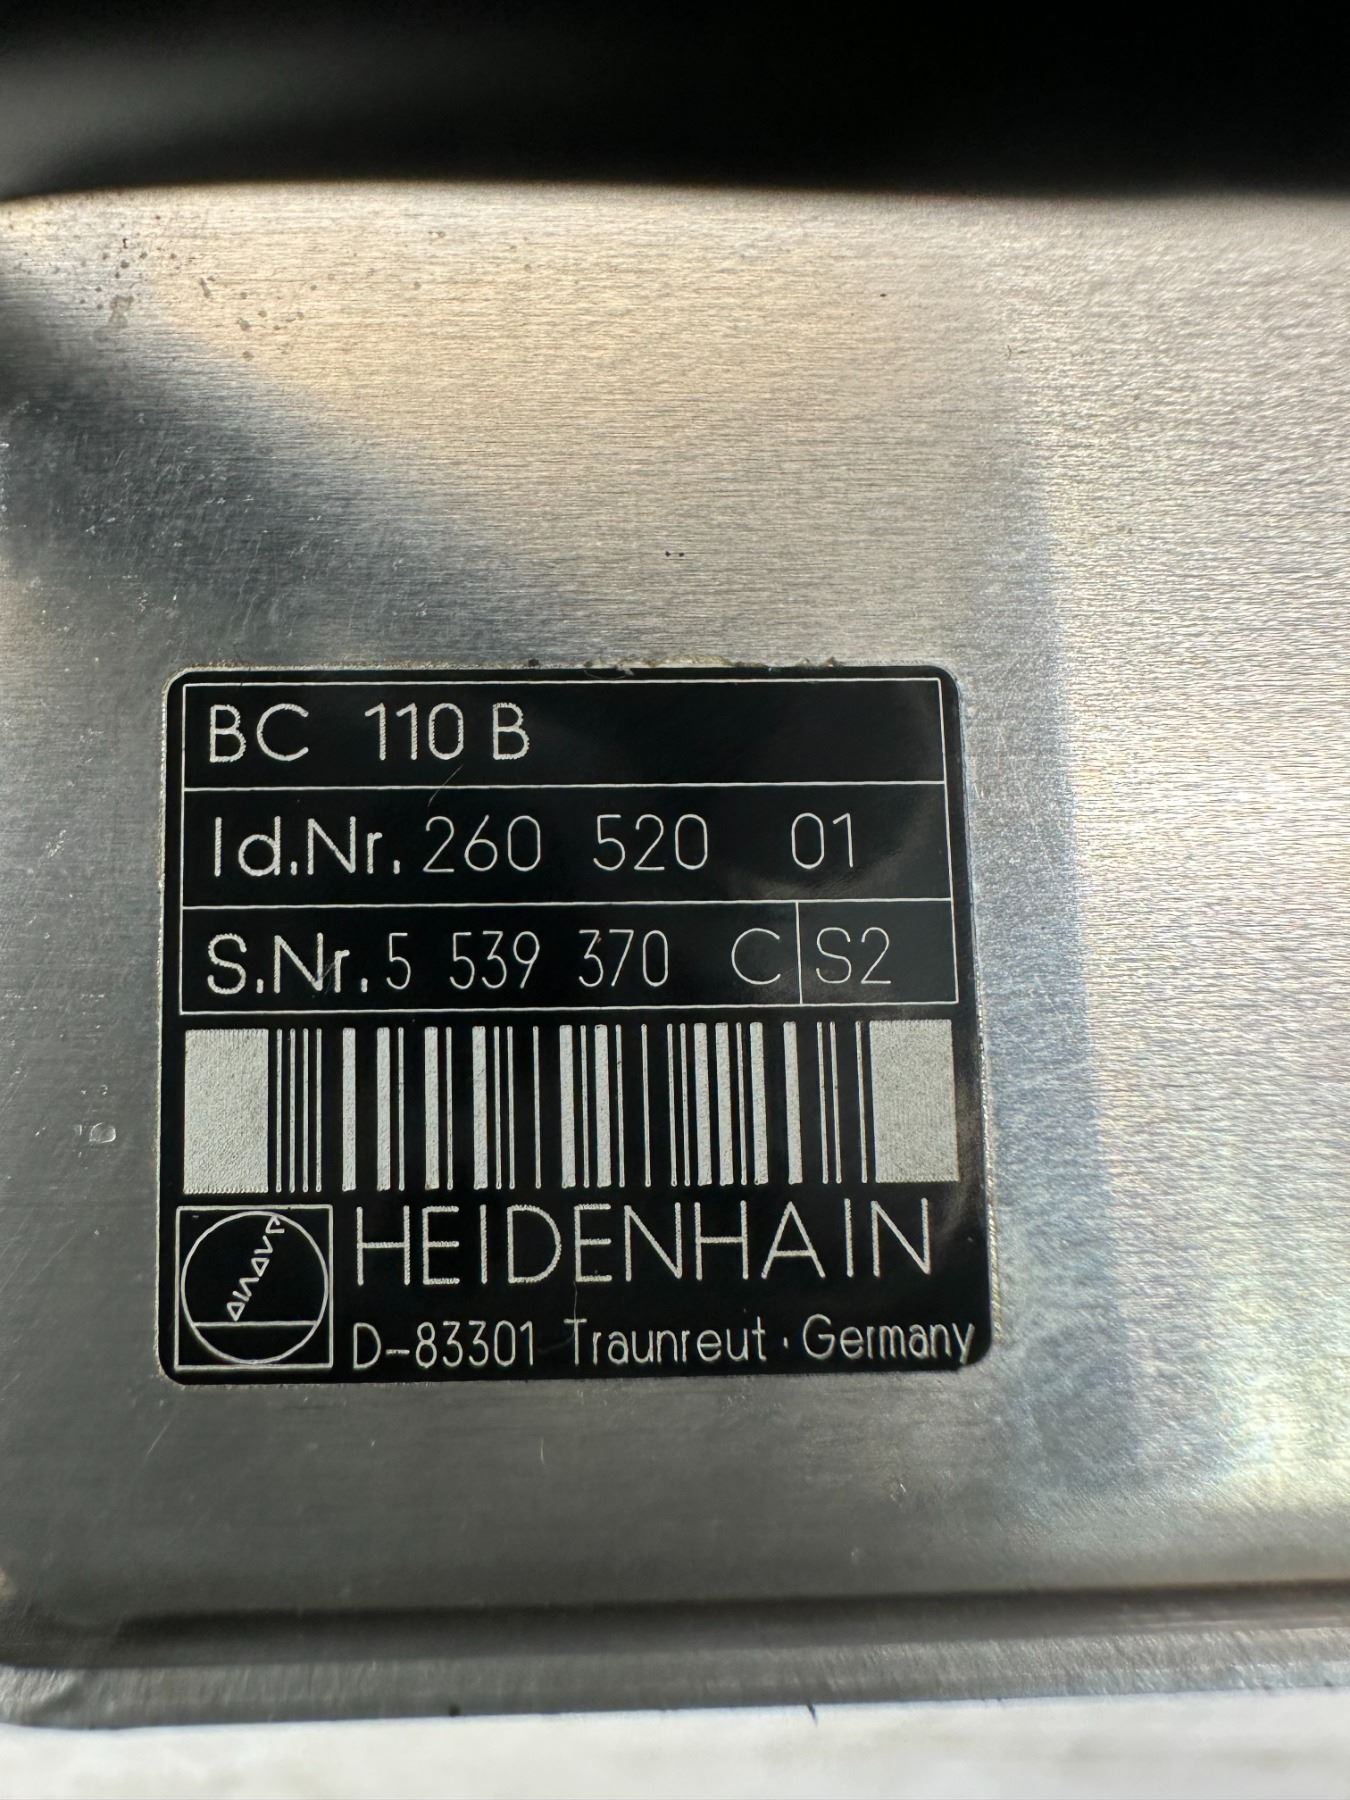 BC 110 B
Id.Nr. 260 520 01
S.Nr. 5 539 370 C S2
HEIDENHAIN
D-83301 Traunreut · Germany